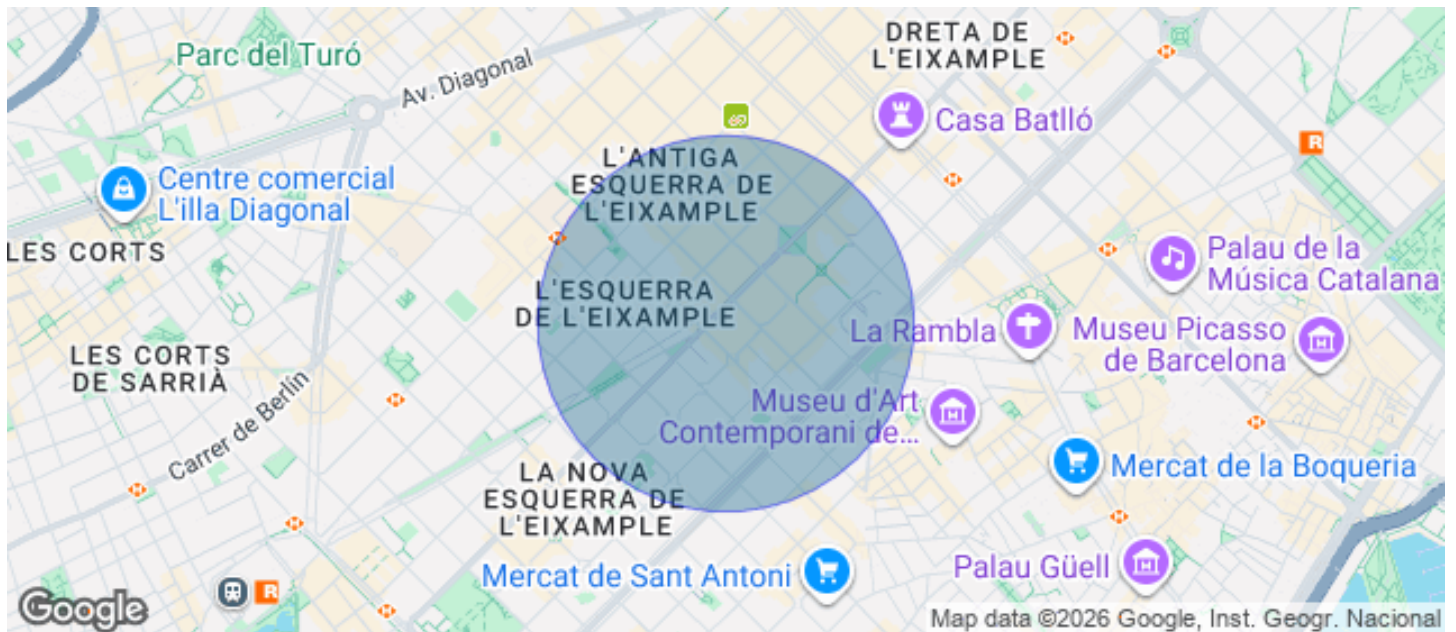 DRETA DE
L'EIXAMPLE
Parc del Turó
Av. Diagonal
Casa Batlló
L'ANTIGA
ESQUERRA DE
L'EIXAMPLE
R
Centre comercial
L'illa Diagonal
LES CORTS
Palau de la
Música Catalana
L'ESQUERRA
DE L'EIXAMPLE
La Rambla
Museu Picasso
de Barcelona
LES CORTS
DE SARRIÀ
Carrer de Berlín
Museu d'Art
Contemporani de...
Mercat de la Boqueria
LA NOVA
ESQUERRA DE
L'EIXAMPLE
Mercat de Sant Antoni
Palau Güell
R
Google
Map data ©2026 Google, Inst. Geogr. Nacional